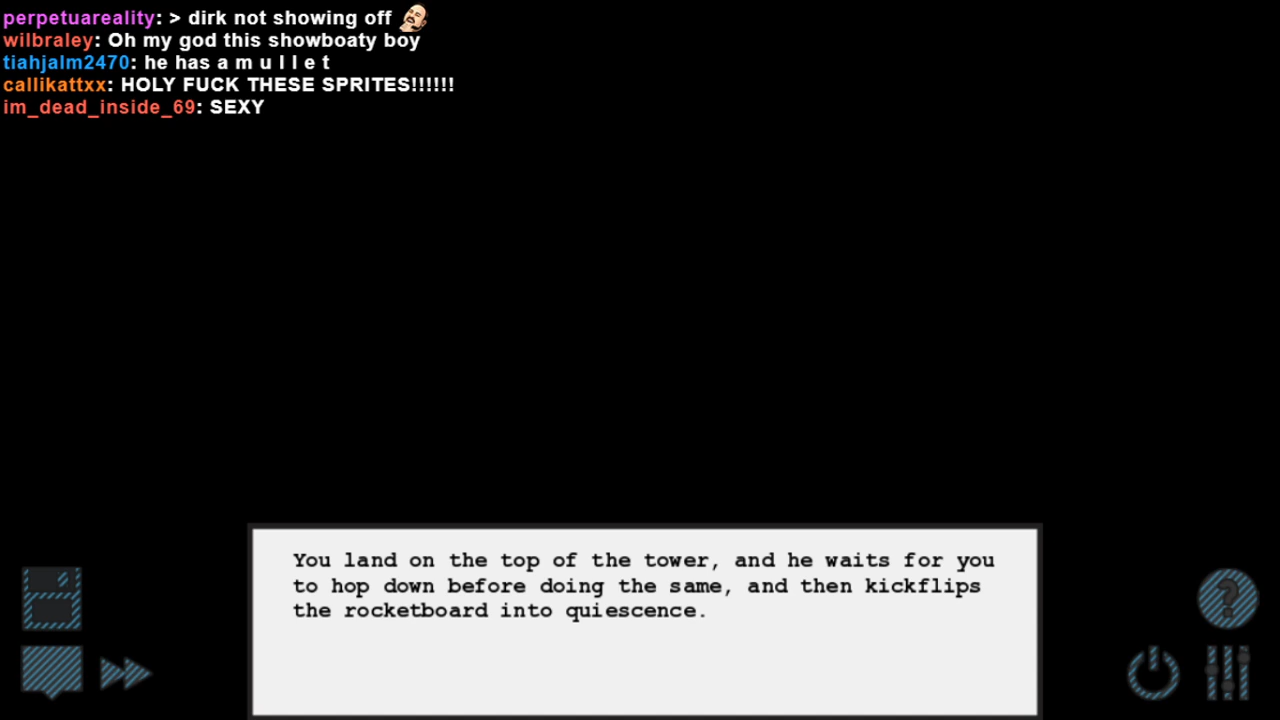 perpetuareality: > dirk not showing off
wilbraley: Oh my god this showboaty boy
tiahjalm2470: he has a m u l l e t
callikattxx: HOLY FUCK THESE SPRITES!!!!!!
im_dead_inside_69: SEXY
You land on the top of the tower, and he waits for you
to hop down before doing the same, and then kickflips
the rocketboard into quiescence.
?